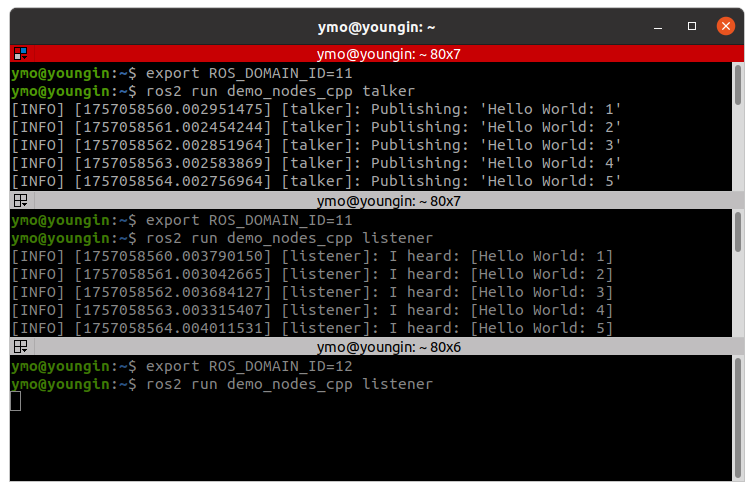 ymo@youngin: ~
ymo@youngin: ~ 80x7
ymo@youngin:~$ export ROS_DOMAIN_ID=11
ymo@youngin:~$ ros2 run demo_nodes_cpp talker
[INFO] [1757058560.002951475] [talker]: Publishing: 'Hello World: 1'
[INFO] [1757058561.002454244] [talker]: Publishing: 'Hello World: 2'
[INFO] [1757058562.002851964] [talker]: Publishing: 'Hello World: 3'
[INFO] [1757058563.002583869] [talker]: Publishing: 'Hello World: 4'
[INFO] [1757058564.002756964] [talker]: Publishing: 'Hello World: 5'
ymo@youngin: ~ 80x7
ymo@youngin:~$ export ROS_DOMAIN_ID=11
ymo@youngin:~$ ros2 run demo_nodes_cpp listener
[INFO] [1757058560.003790150] [listener]: I heard: [Hello World: 1]
[INFO] [1757058561.003042665] [listener]: I heard: [Hello World: 2]
[INFO] [1757058562.003684127] [listener]: I heard: [Hello World: 3]
[INFO] [1757058563.003315407] [listener]: I heard: [Hello World: 4]
[INFO] [1757058564.004011531] [listener]: I heard: [Hello World: 5]
ymo@youngin: ~ 80x6
ymo@youngin:~$ export ROS_DOMAIN_ID=12
ymo@youngin:~$ ros2 run demo_nodes_cpp listener